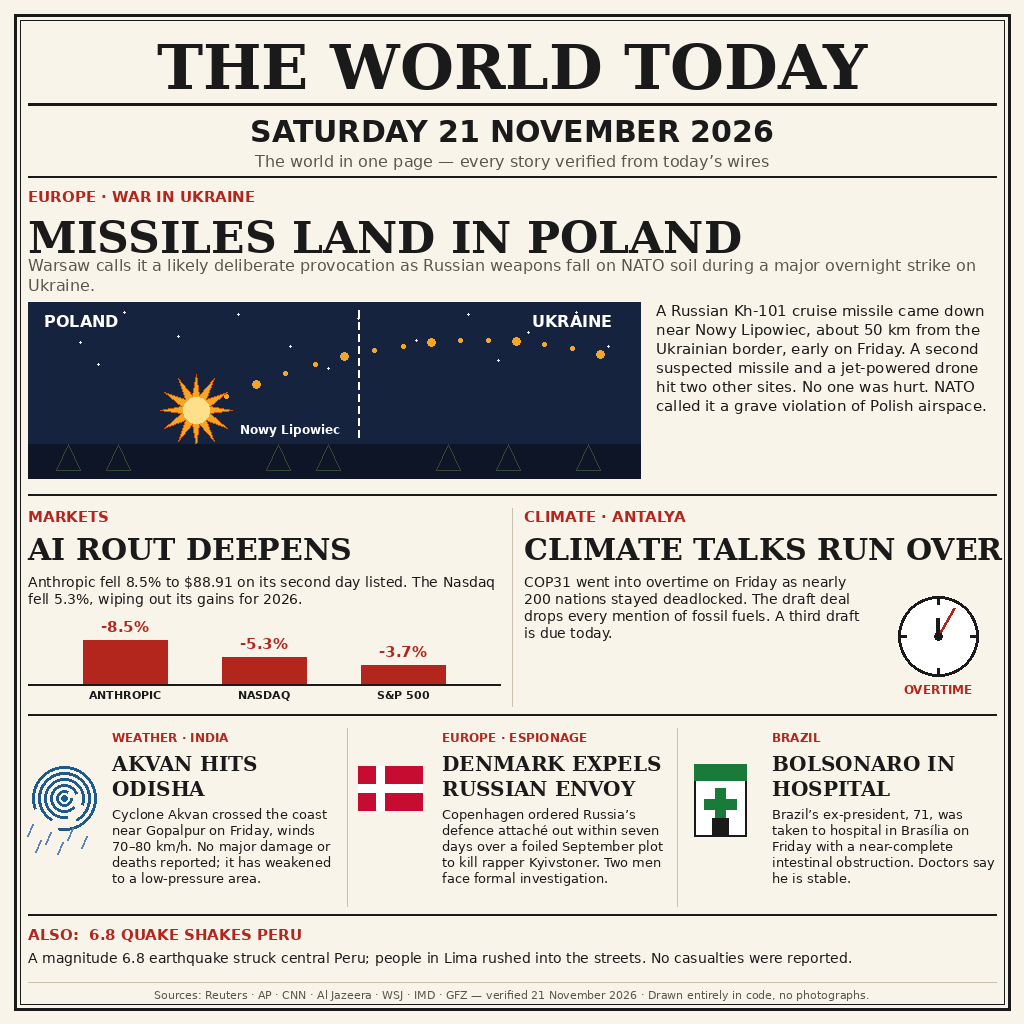 THE WORLD TODAY
SATURDAY 21 NOVEMBER 2026
The world in one page — every story verified from today’s wires
EUROPE · WAR IN UKRAINE
MISSILES LAND IN POLAND
Warsaw calls it a likely deliberate provocation as Russian weapons fall on NATO soil during a major overnight strike on
Ukraine.
POLAND
UKRAINE
Nowy Lipowiec
A Russian Kh-101 cruise missile came down
near Nowy Lipowiec, about 50 km from the
Ukrainian border, early on Friday. A second
suspected missile and a jet-powered drone
hit two other sites. No one was hurt. NATO
called it a grave violation of Polish airspace.
MARKETS
AI ROUT DEEPENS
Anthropic fell 8.5% to $88.91 on its second day listed. The Nasdaq
fell 5.3%, wiping out its gains for 2026.
-8.5%
-5.3%
-3.7%
ANTHROPIC
NASDAQ
S&P 500
CLIMATE · ANTALYA
CLIMATE TALKS RUN OVER
COP31 went into overtime on Friday as nearly
200 nations stayed deadlocked. The draft deal
drops every mention of fossil fuels. A third draft
is due today.
OVERTIME
WEATHER · INDIA
AKVAN HITS
ODISHA
Cyclone Akvan crossed the coast
near Gopalpur on Friday, winds
70–80 km/h. No major damage or
deaths reported; it has weakened
to a low-pressure area.
EUROPE · ESPIONAGE
DENMARK EXPELS
RUSSIAN ENVOY
Copenhagen ordered Russia’s
defence attaché out within seven
days over a foiled September plot
to kill rapper Kyivstoner. Two men
face formal investigation.
BRAZIL
BOLSONARO IN
HOSPITAL
Brazil’s ex-president, 71, was
taken to hospital in Brasília on
Friday with a near-complete
intestinal obstruction. Doctors say
he is stable.
ALSO:  6.8 QUAKE SHAKES PERU
A magnitude 6.8 earthquake struck central Peru; people in Lima rushed into the streets. No casualties were reported.
Sources: Reuters · AP · CNN · Al Jazeera · WSJ · IMD · GFZ — verified 21 November 2026 · Drawn entirely in code, no photographs.